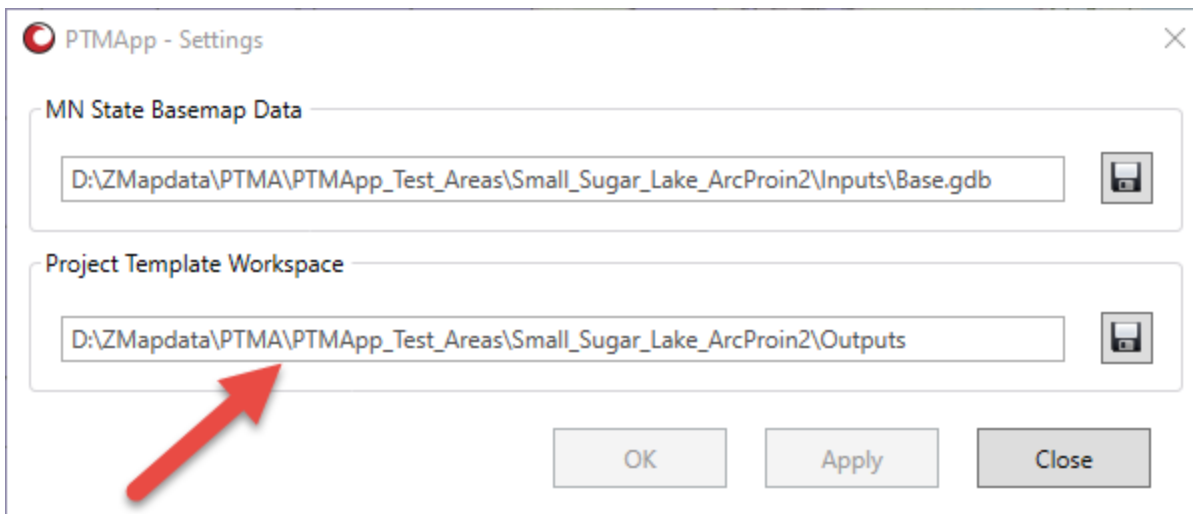 PTMApp - Settings
MN State Basemap Data
D:\ZMapdata\PTMA\PTMApp_Test_Areas\Small_Sugar_Lake_ArcProin2\Inputs\Base.gdb
Project Template Workspace
D:\ZMapdata\PTMA\PTMApp_Test_Areas\Small_Sugar_Lake_ArcProin2\Outputs
OK Apply Close